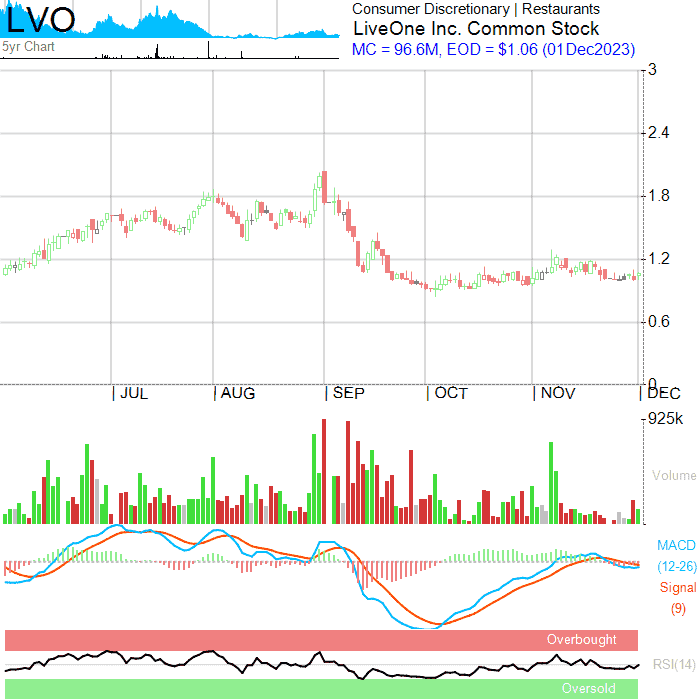 LVO
5yr Chart
Consumer Discretionary | Restaurants
LiveOne Inc. Common Stock
MC = 96.6M, EOD = $1.06 (01Dec2023)
3
2.4
1.8
1.2
0.6
0
| JUL | AUG | SEP | OCT | NOV | DEC
925k
Volume
MACD
(12-26)
Signal
(9)
Overbought
RSI(14)
Oversold